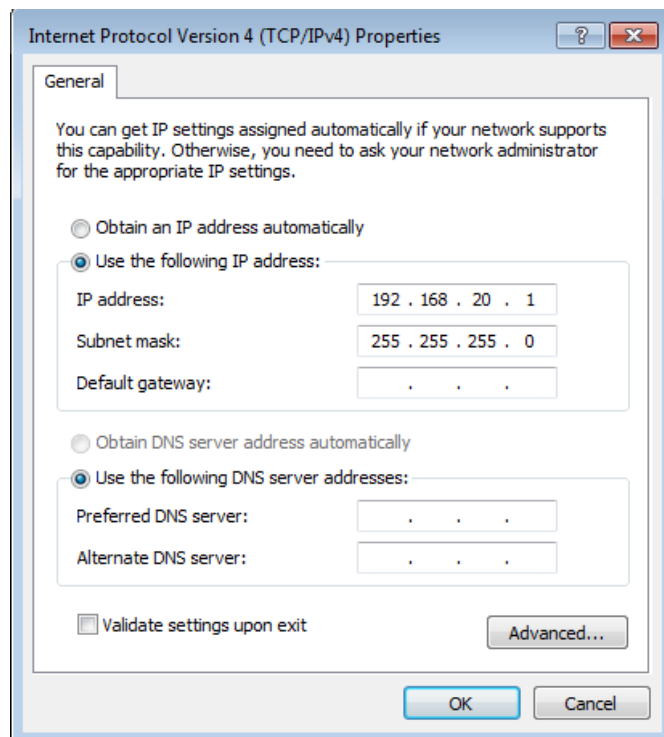 Internet Protocol Version 4 (TCP/IPv4) Properties
General
You can get IP settings assigned automatically if your network supports
this capability. Otherwise, you need to ask your network administrator
for the appropriate IP settings.
Obtain an IP address automatically
Use the following IP address:
IP address: 192 . 168 . 20 . 1
Subnet mask: 255 . 255 . 255 . 0
Default gateway: . . .
Obtain DNS server address automatically
Use the following DNS server addresses:
Preferred DNS server: . . .
Alternate DNS server: . . .
Validate settings upon exit
Advanced...
OK Cancel